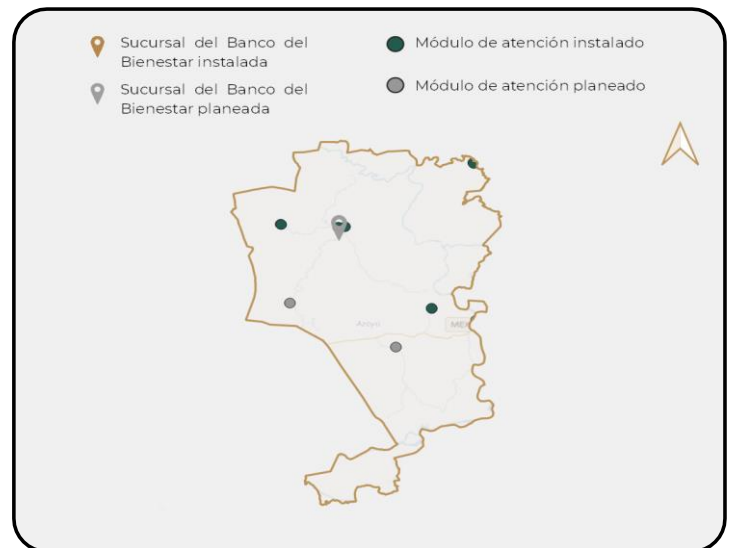 Sucursal del Banco del
Bienestar instalada
Sucursal del Banco del
Bienestar planeada
Módulo de atención instalado
Módulo de atención planeado
Arroyo